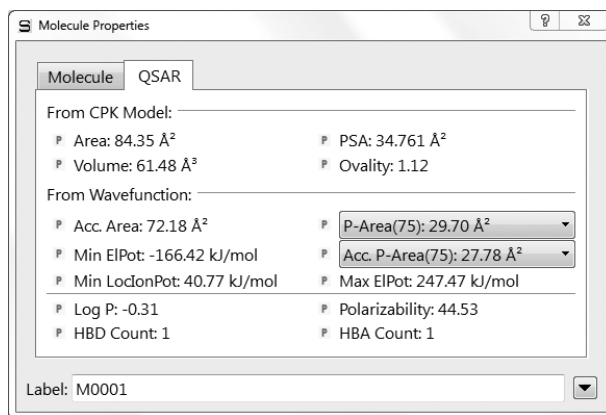 Molecule Properties
Molecule QSAR
From CPK Model:
P Area: 84.35 Å² P PSA: 34.761 Å²
P Volume: 61.48 Å³ P Ovality: 1.12
From Wavefunction:
P Acc. Area: 72.18 Å² P P-Area(75): 29.70 Å²
P Min ElPot: -166.42 kJ/mol P Acc. P-Area(75): 27.78 Å²
P Min LocIonPot: 40.77 kJ/mol P Max ElPot: 247.47 kJ/mol
P Log P: -0.31 P Polarizability: 44.53
P HBD Count: 1 P HBA Count: 1
Label: M0001